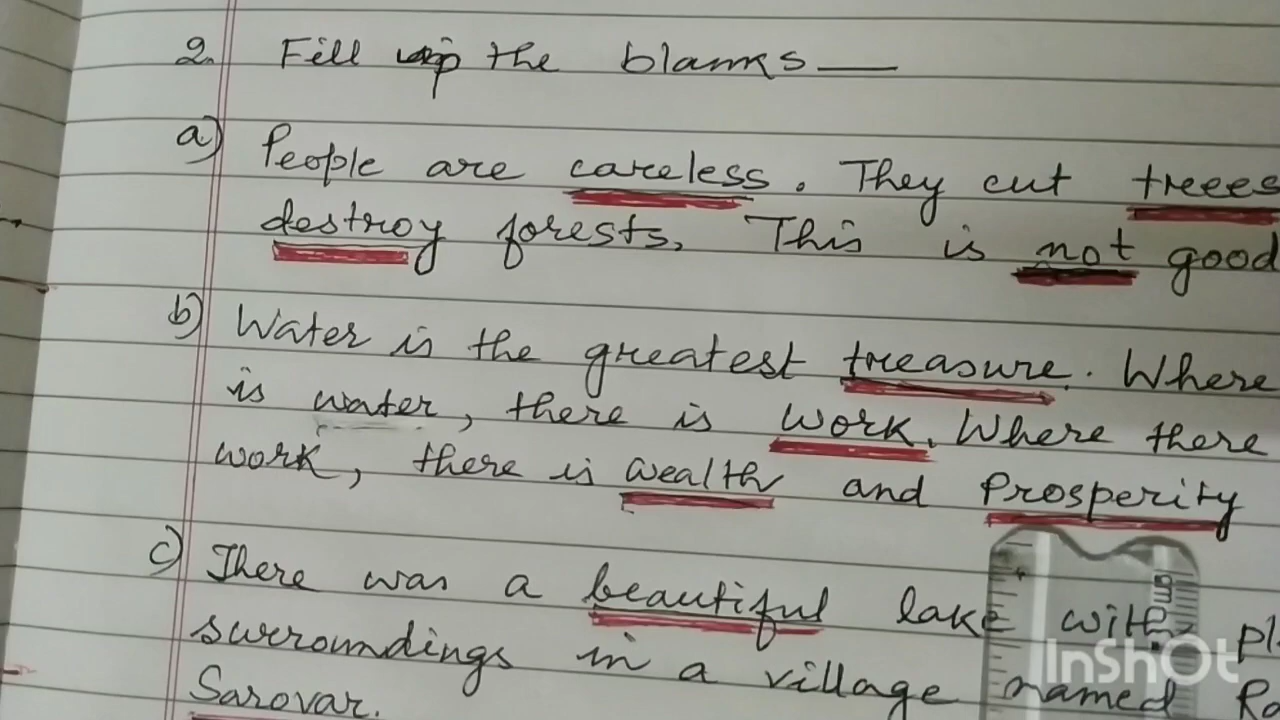 2. Fill up the blanks —
a) People are careless. They cut treees
destroy forests. This is not good
b) Water is the greatest treasure. Where
is water, there is work. Where there
work, there is wealth and Prosperity
c) There was a beautiful lake with pl
surroundings in a village named Ra
Sarovar.
InShOt